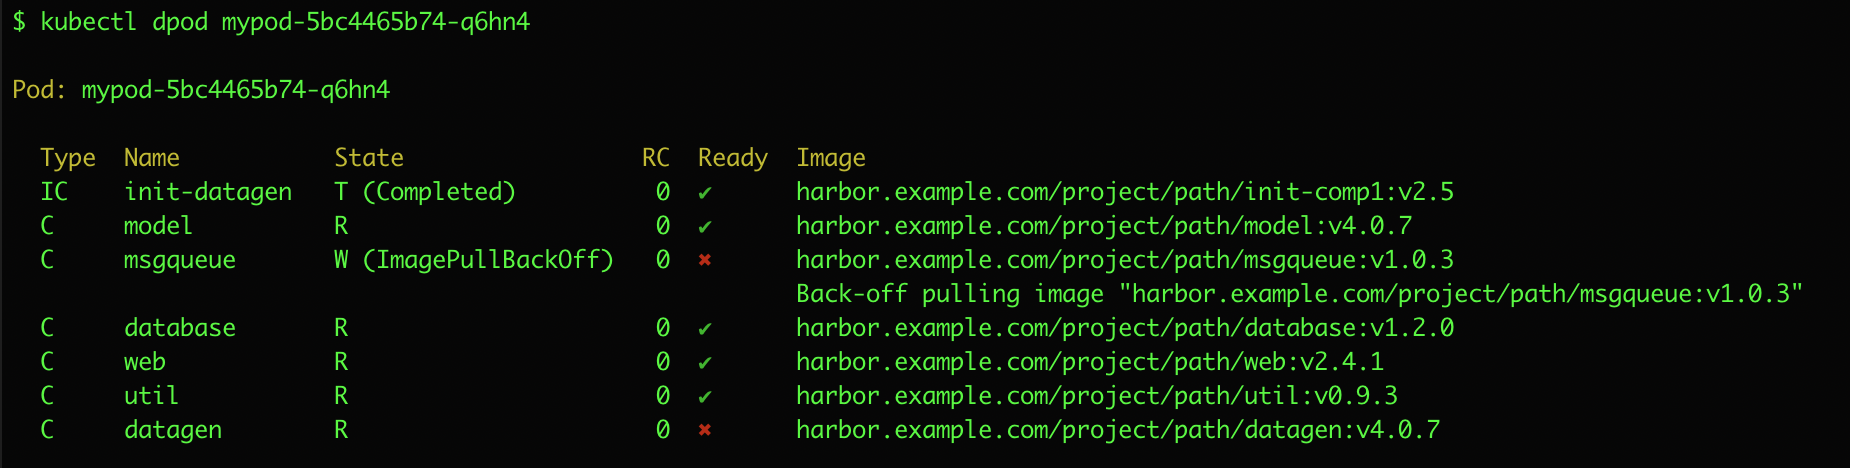 $ kubectl dpod mypod-5bc4465b74-q6hn4
Pod: mypod-5bc4465b74-q6hn4
Type  Name  State  RC  Ready  Image
IC  init-datagen  T (Completed)  0  ✔  harbor.example.com/project/path/init-comp1:v2.5
C  model  R  0  ✔  harbor.example.com/project/path/model:v4.0.7
C  msgqueue  W (ImagePullBackOff)  0  ✖  harbor.example.com/project/path/msgqueue:v1.0.3
Back-off pulling image "harbor.example.com/project/path/msgqueue:v1.0.3"
C  database  R  0  ✔  harbor.example.com/project/path/database:v1.2.0
C  web  R  0  ✔  harbor.example.com/project/path/web:v2.4.1
C  util  R  0  ✔  harbor.example.com/project/path/util:v0.9.3
C  datagen  R  0  ✖  harbor.example.com/project/path/datagen:v4.0.7